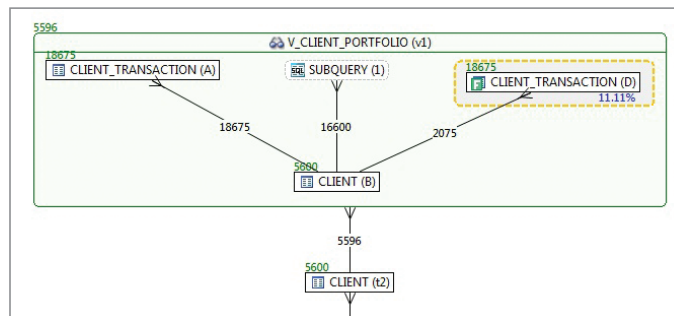 5596
V_CLIENT_PORTFOLIO (v1)
18675
CLIENT_TRANSACTION (A)
SQL SUBQUERY (1)
18675
CLIENT_TRANSACTION (D)
11.11%
18675
16600
2075
5600
CLIENT (B)
5596
5600
CLIENT (t2)